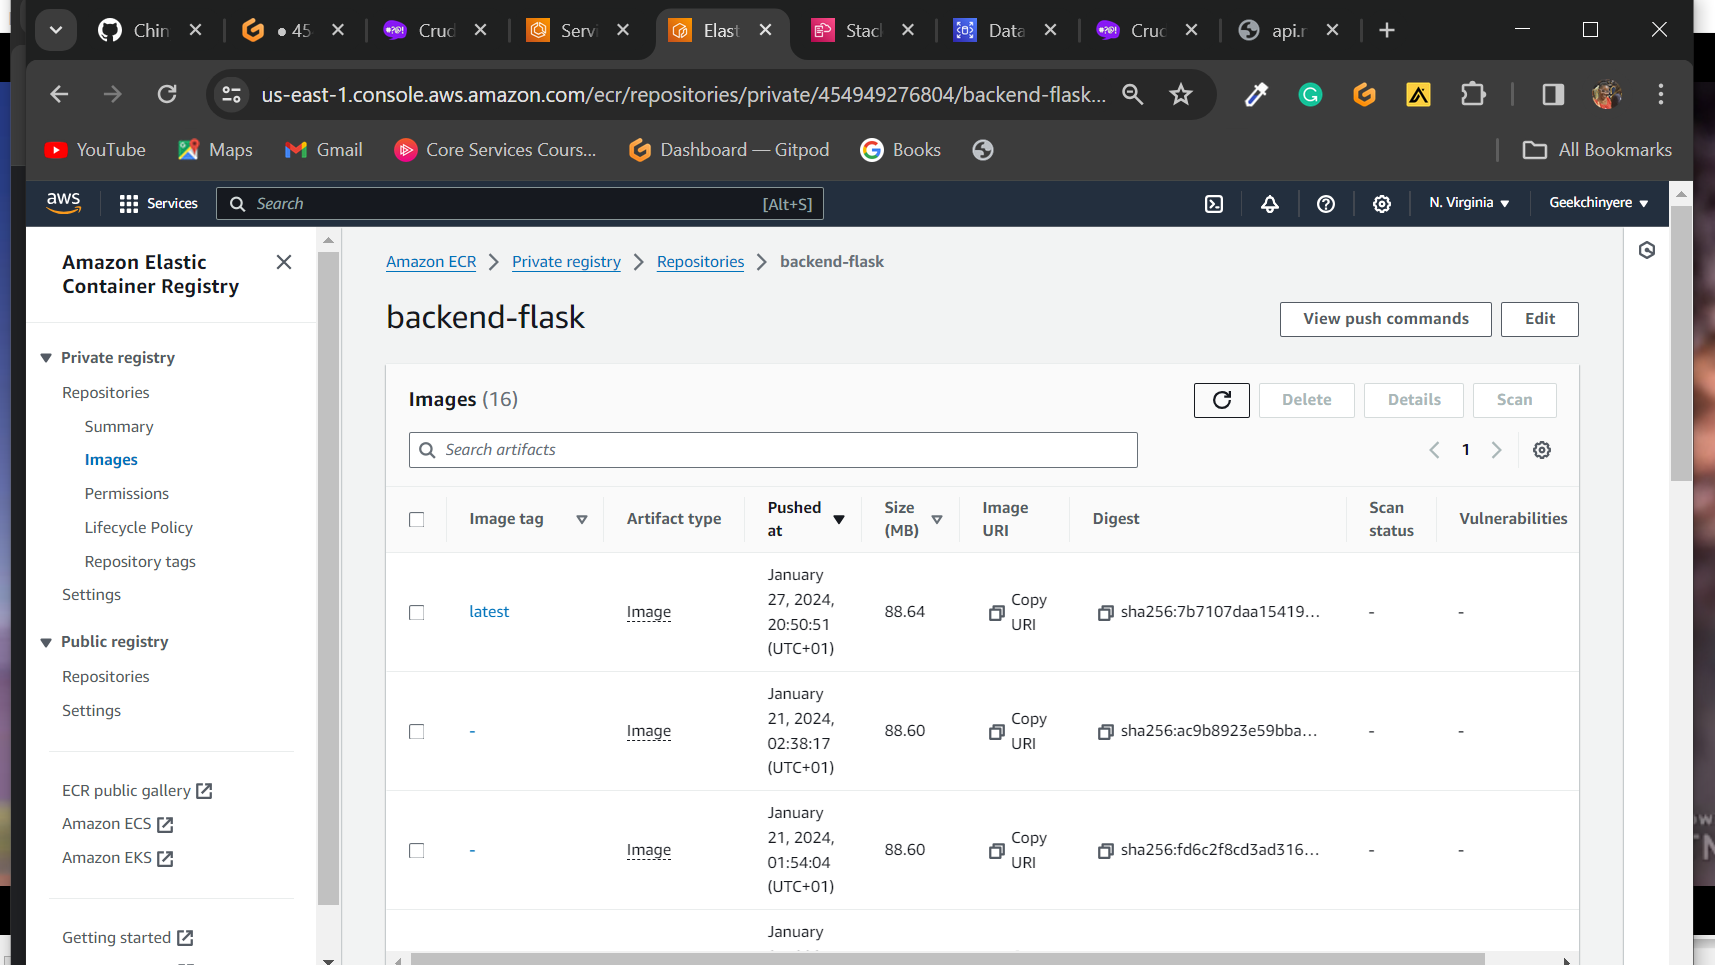 Chin
45
Crud
Servi
Elast
Stac
Data
Cruc
api.r
us-east-1.console.aws.amazon.com/ecr/repositories/private/454949276804/backend-flask...
YouTube
Maps
Gmail
Core Services Cours...
Dashboard — Gitpod
Books
All Bookmarks
aws
Services
Search
[Alt+S]
N. Virginia
Geekchinyere
Amazon Elastic
Container Registry
Private registry
Repositories
Summary
Images
Permissions
Lifecycle Policy
Repository tags
Settings
Public registry
Repositories
Settings
ECR public gallery
Amazon ECS
Amazon EKS
Getting started
Amazon ECR
Private registry
Repositories
backend-flask
backend-flask
View push commands
Edit
Images (16)
Delete
Details
Scan
Search artifacts
1
Image tag
Artifact type
Pushed
at
Size
(MB)
Image
URI
Digest
Scan
status
Vulnerabilities
latest
Image
January
27, 2024,
20:50:51
(UTC+01)
88.64
Copy
URI
sha256:7b7107daa15419...
-
-
-
Image
January
21, 2024,
02:38:17
(UTC+01)
88.60
Copy
URI
sha256:ac9b8923e59bba...
-
-
-
Image
January
21, 2024,
01:54:04
(UTC+01)
88.60
Copy
URI
sha256:fd6c2f8cd3ad316...
-
-
January